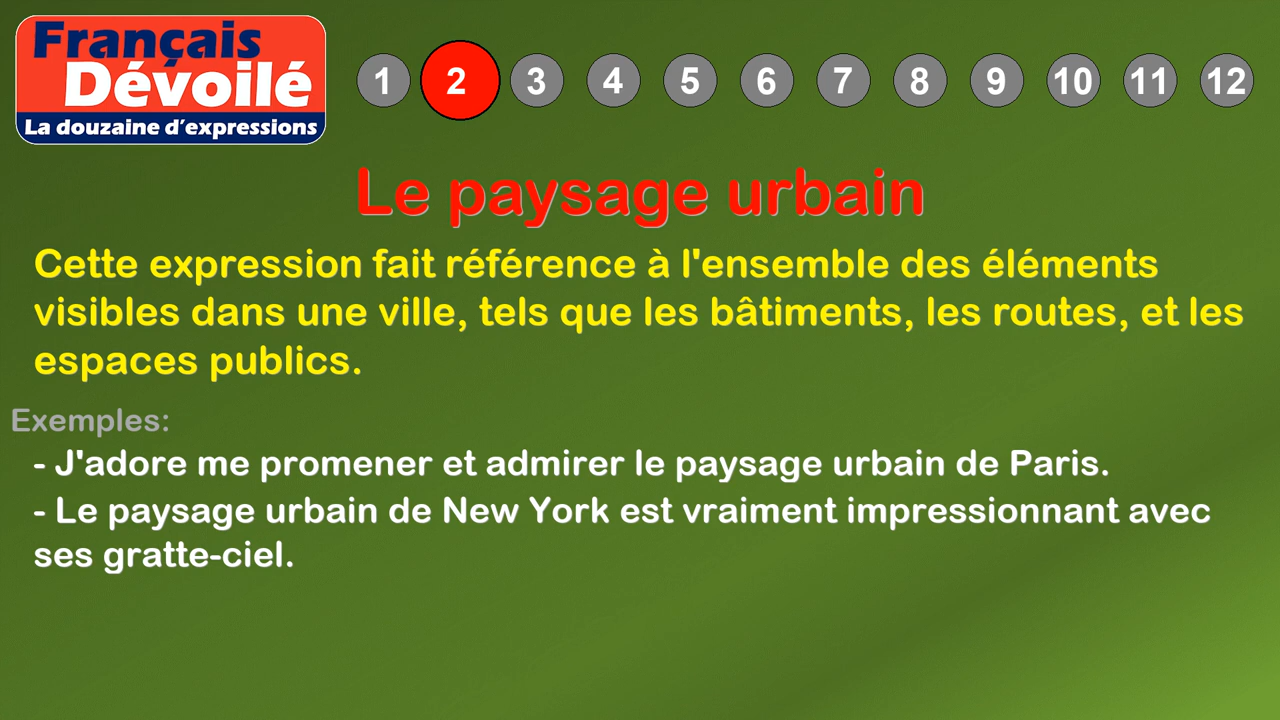 Français
Dévoilé
La douzaine d'expressions
1 2 3 4 5 6 7 8 9 10 11 12
Le paysage urbain
Cette expression fait référence à l'ensemble des éléments
visibles dans une ville, tels que les bâtiments, les routes, et les
espaces publics.
Exemples:
- J'adore me promener et admirer le paysage urbain de Paris.
- Le paysage urbain de New York est vraiment impressionnant avec
ses gratte-ciel.